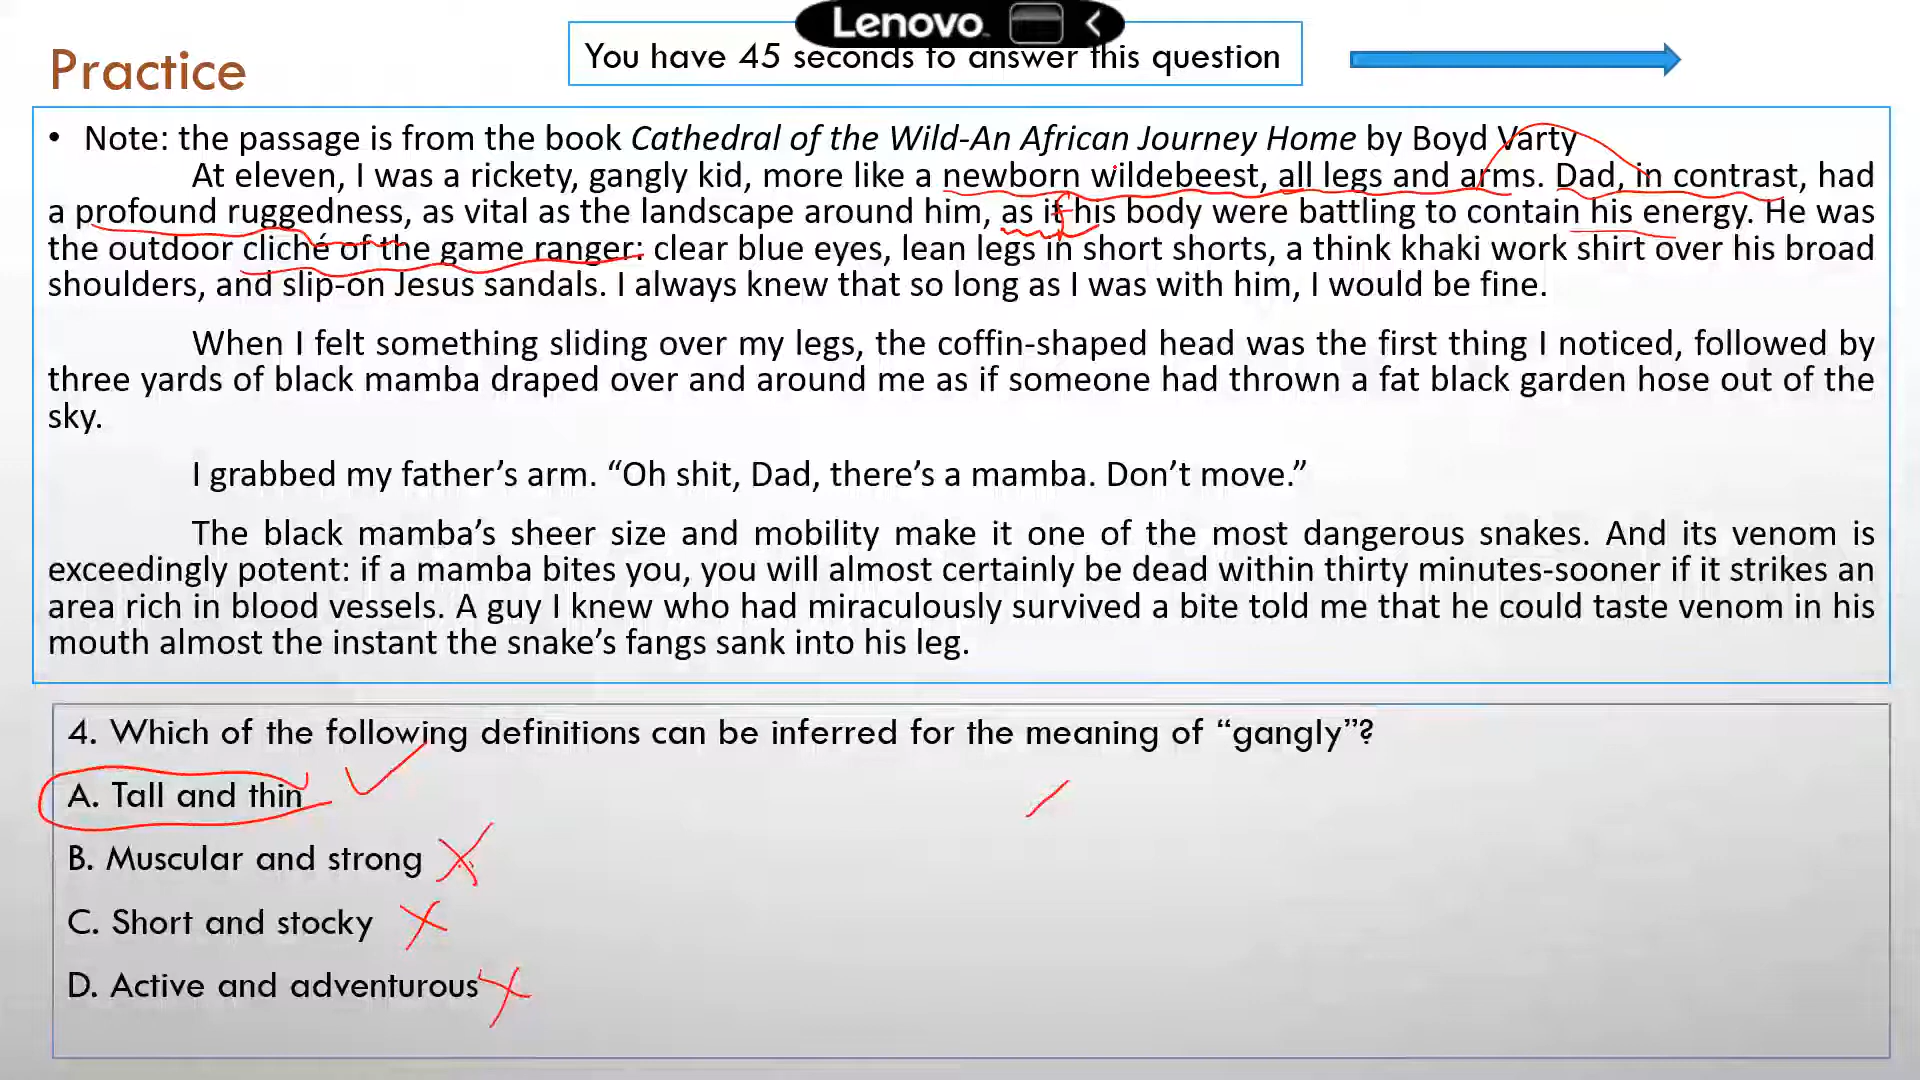 Lenovo
Practice
You have 45 seconds to answer this question
• Note: the passage is from the book Cathedral of the Wild-An African Journey Home by Boyd Varty
At eleven, I was a rickety, gangly kid, more like a newborn wildebeest, all legs and arms. Dad, in contrast, had
a profound ruggedness, as vital as the landscape around him, as if his body were battling to contain his energy. He was
the outdoor cliché of the game ranger: clear blue eyes, lean legs in short shorts, a think khaki work shirt over his broad
shoulders, and slip-on Jesus sandals. I always knew that so long as I was with him, I would be fine.
When I felt something sliding over my legs, the coffin-shaped head was the first thing I noticed, followed by
three yards of black mamba draped over and around me as if someone had thrown a fat black garden hose out of the
sky.
I grabbed my father’s arm. “Oh shit, Dad, there’s a mamba. Don’t move.”
The black mamba’s sheer size and mobility make it one of the most dangerous snakes. And its venom is
exceedingly potent: if a mamba bites you, you will almost certainly be dead within thirty minutes-sooner if it strikes an
area rich in blood vessels. A guy I knew who had miraculously survived a bite told me that he could taste venom in his
mouth almost the instant the snake’s fangs sank into his leg.
4. Which of the following definitions can be inferred for the meaning of “gangly”?
A. Tall and thin
B. Muscular and strong
C. Short and stocky
D. Active and adventurous